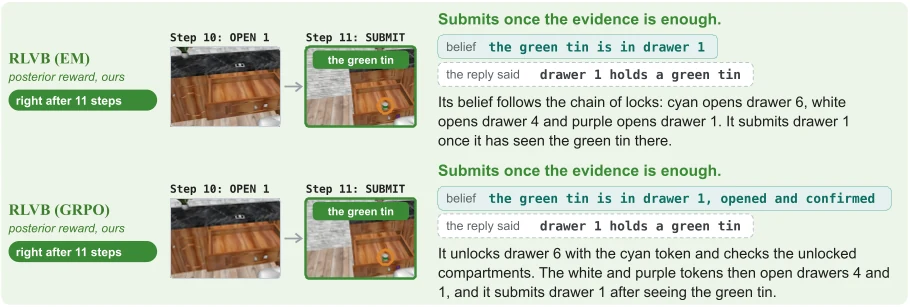 RLVB (EM)
posterior reward, ours
right after 11 steps
Step 10: OPEN 1
Step 11: SUBMIT
the green tin
Submits once the evidence is enough.
belief the green tin is in drawer 1
the reply said drawer 1 holds a green tin
Its belief follows the chain of locks: cyan opens drawer 6, white
opens drawer 4 and purple opens drawer 1. It submits drawer 1
once it has seen the green tin there.
RLVB (GRPO)
posterior reward, ours
right after 11 steps
Step 10: OPEN 1
Step 11: SUBMIT
the green tin
Submits once the evidence is enough.
belief the green tin is in drawer 1, opened and confirmed
the reply said drawer 1 holds a green tin
It unlocks drawer 6 with the cyan token and checks the unlocked
compartments. The white and purple tokens then open drawers 4 and
1, and it submits drawer 1 after seeing the green tin.